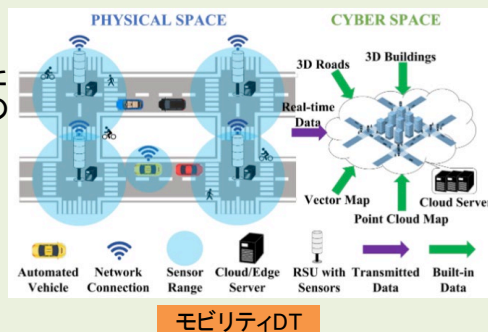 PHYSICAL SPACE
CYBER SPACE
3D Roads
3D Buildings
Real-time
Data
Cloud Server
Vector Map
Point Cloud Map
Automated
Vehicle
Network
Connection
Sensor
Range
Cloud/Edge
Server
RSU with
Sensors
Transmitted
Data
Built-in
Data
モビリティDT